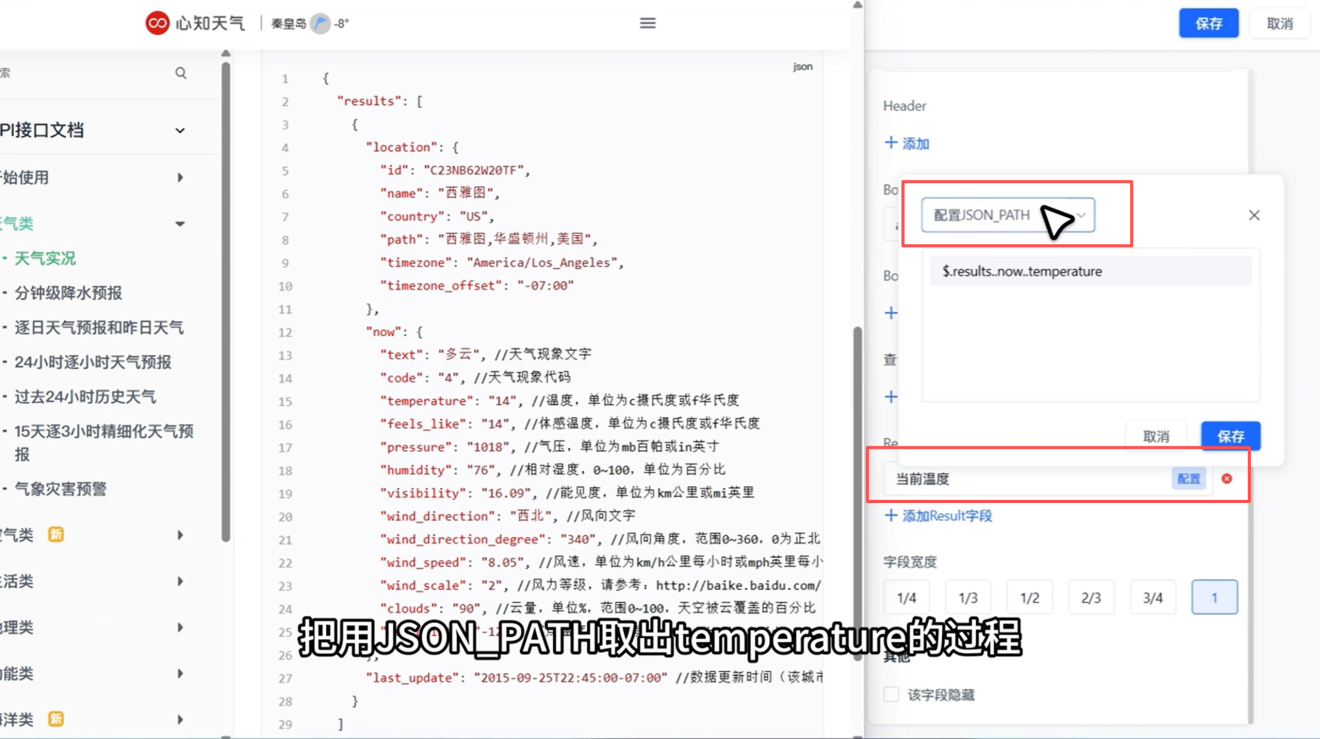 心知天气
秦皇岛
-8°
索
PI接口文档
始使用
气类
- 天气实况
- 分钟级降水预报
- 逐日天气预报和昨日天气
- 24小时逐小时天气预报
- 过去24小时历史天气
- 15天逐3小时精细化天气预
报
- 气象灾害预警
气类 新
活类
理类
能类
洋类 新
json
1 {
2 "results": [
3 {
4 "location": {
5 "id": "C23NB62W20TF",
6 "name": "西雅图",
7 "country": "US",
8 "path": "西雅图,华盛顿州,美国",
9 "timezone": "America/Los_Angeles",
10 "timezone_offset": "-07:00"
11 },
12 "now": {
13 "text": "多云", //天气现象文字
14 "code": "4", //天气现象代码
15 "temperature": "14", //温度，单位为c摄氏度或f华氏度
16 "feels_like": "14", //体感温度，单位为c摄氏度或f华氏度
17 "pressure": "1018", //气压，单位为mb百帕或in英寸
18 "humidity": "76", //相对湿度，0~100，单位为百分比
19 "visibility": "16.09", //能见度，单位为km公里或mi英里
20 "wind_direction": "西北", //风向文字
21 "wind_direction_degree": "340", //风向角度，范围0~360，0为正北
22 "wind_speed": "8.05", //风速，单位为km/h公里每小时或mph英里每小
23 "wind_scale": "2", //风力等级，请参考：http://baike.baidu.com/
24 "clouds": "90", //云量，单位%，范围0~100，天空被云覆盖的百分比
25
26
27 "last_update": "2015-09-25T22:45:00-07:00" //数据更新时间（该城市
28 }
29 ]
保存
取消
Header
+ 添加
Bo
配置JSON_PATH
$.results..now..temperature
Bo
查
取消
保存
Re
当前温度
配置
+ 添加Result字段
字段宽度
1/4 1/3 1/2 2/3 3/4 1
其他
该字段隐藏
把用JSON_PATH取出temperature的过程